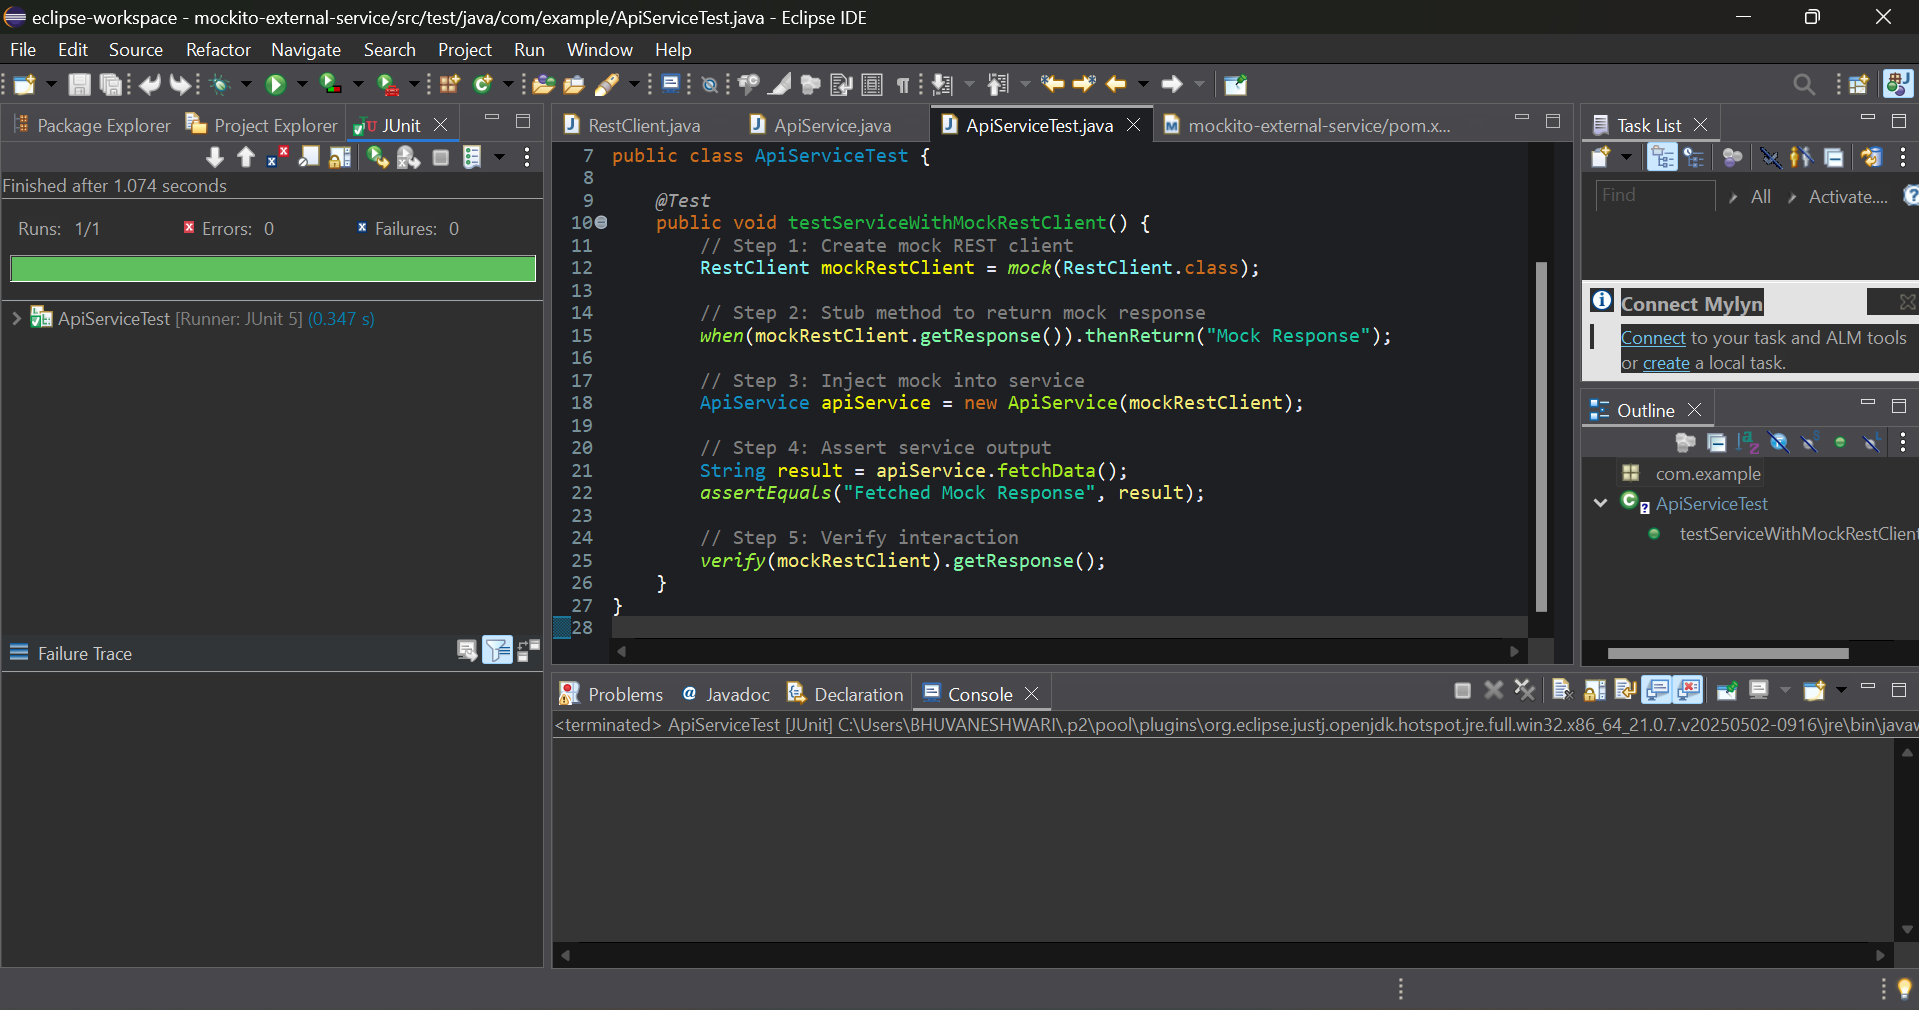 eclipse-workspace - mockito-external-service/src/test/java/com/example/ApiServiceTest.java - Eclipse IDE
File Edit Source Refactor Navigate Search Project Run Window Help
Package Explorer Project Explorer JUnit
Finished after 1.074 seconds
Runs: 1/1 Errors: 0 Failures: 0
ApiServiceTest [Runner: JUnit 5] (0.347 s)
Failure Trace
RestClient.java ApiService.java ApiServiceTest.java mockito-external-service/pom.x...
7 public class ApiServiceTest {
8
9 @Test
10 public void testServiceWithMockRestClient() {
11 // Step 1: Create mock REST client
12 RestClient mockRestClient = mock(RestClient.class);
13
14 // Step 2: Stub method to return mock response
15 when(mockRestClient.getResponse()).thenReturn("Mock Response");
16
17 // Step 3: Inject mock into service
18 ApiService apiService = new ApiService(mockRestClient);
19
20 // Step 4: Assert service output
21 String result = apiService.fetchData();
22 assertEquals("Fetched Mock Response", result);
23
24 // Step 5: Verify interaction
25 verify(mockRestClient).getResponse();
26 }
27 }
28
Task List
Find All Activate....
Connect Mylyn
Connect to your task and ALM tools
or create a local task.
Outline
com.example
ApiServiceTest
testServiceWithMockRestClient
Problems Javadoc Declaration Console
<terminated> ApiServiceTest [JUnit] C:\Users\BHUVANESHWARI\.p2\pool\plugins\org.eclipse.justj.openjdk.hotspot.jre.full.win32.x86_64_21.0.7.v20250502-0916\jre\bin\javaw